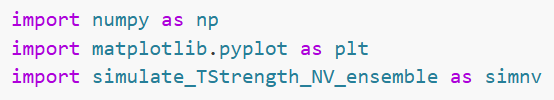 import numpy as np
import matplotlib.pyplot as plt
import simulate_TStrength_NV_ensemble as simnv